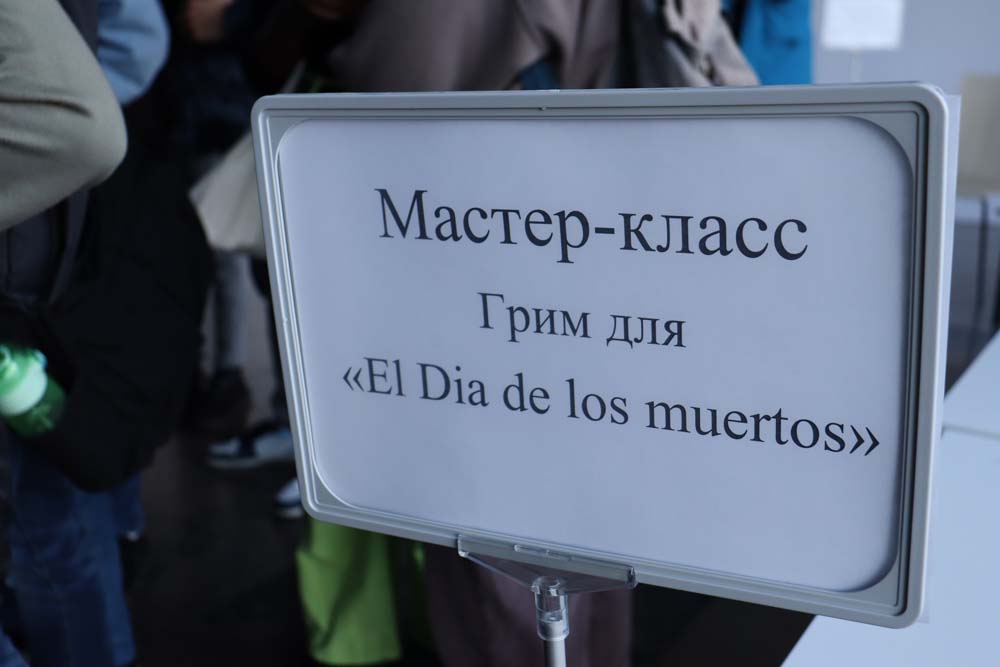 Мастер-класс
Грим для
«El Dia de los muertos»